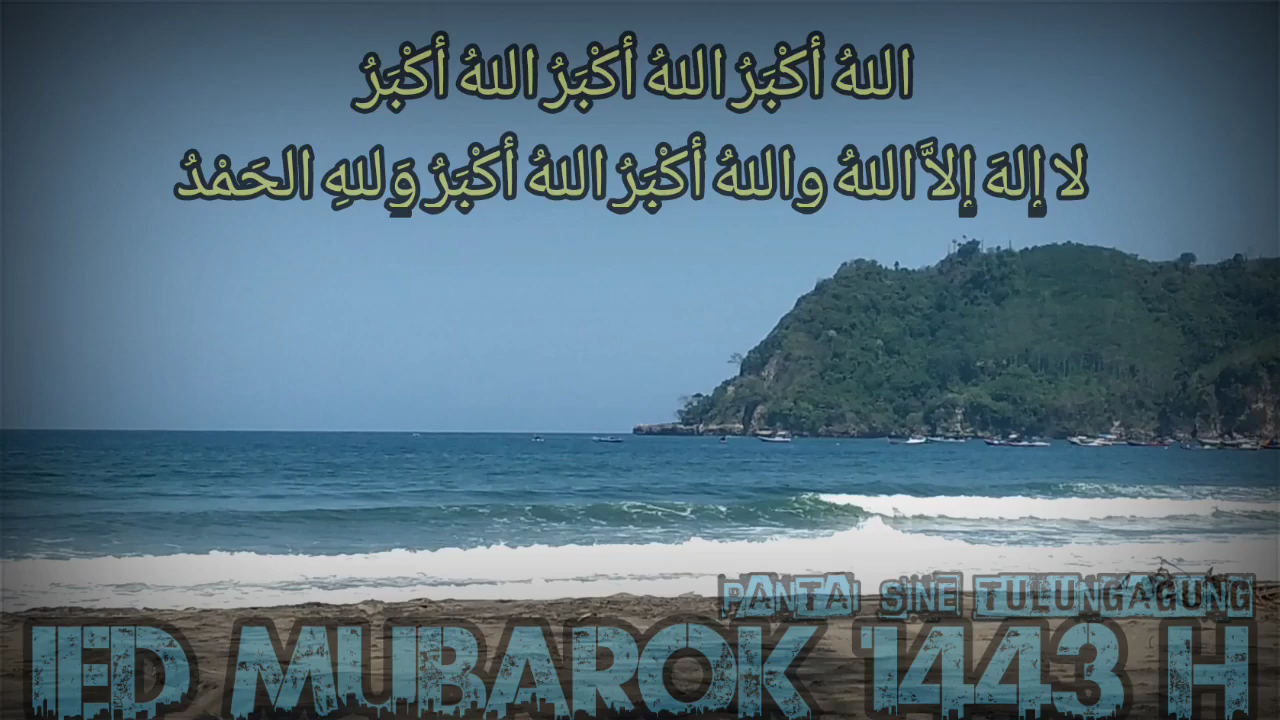 اللهُ أكْبَرُ اللهُ أكْبَرُ اللهُ أكْبَرُ
لا إلهَ إلاَّ اللهُ واللهُ أكْبَرُ اللهُ أكْبَرُ وَللهِ الحَمْدُ
PANTAI SINE TULUNGAGUNG
IED MUBAROK 1443 H